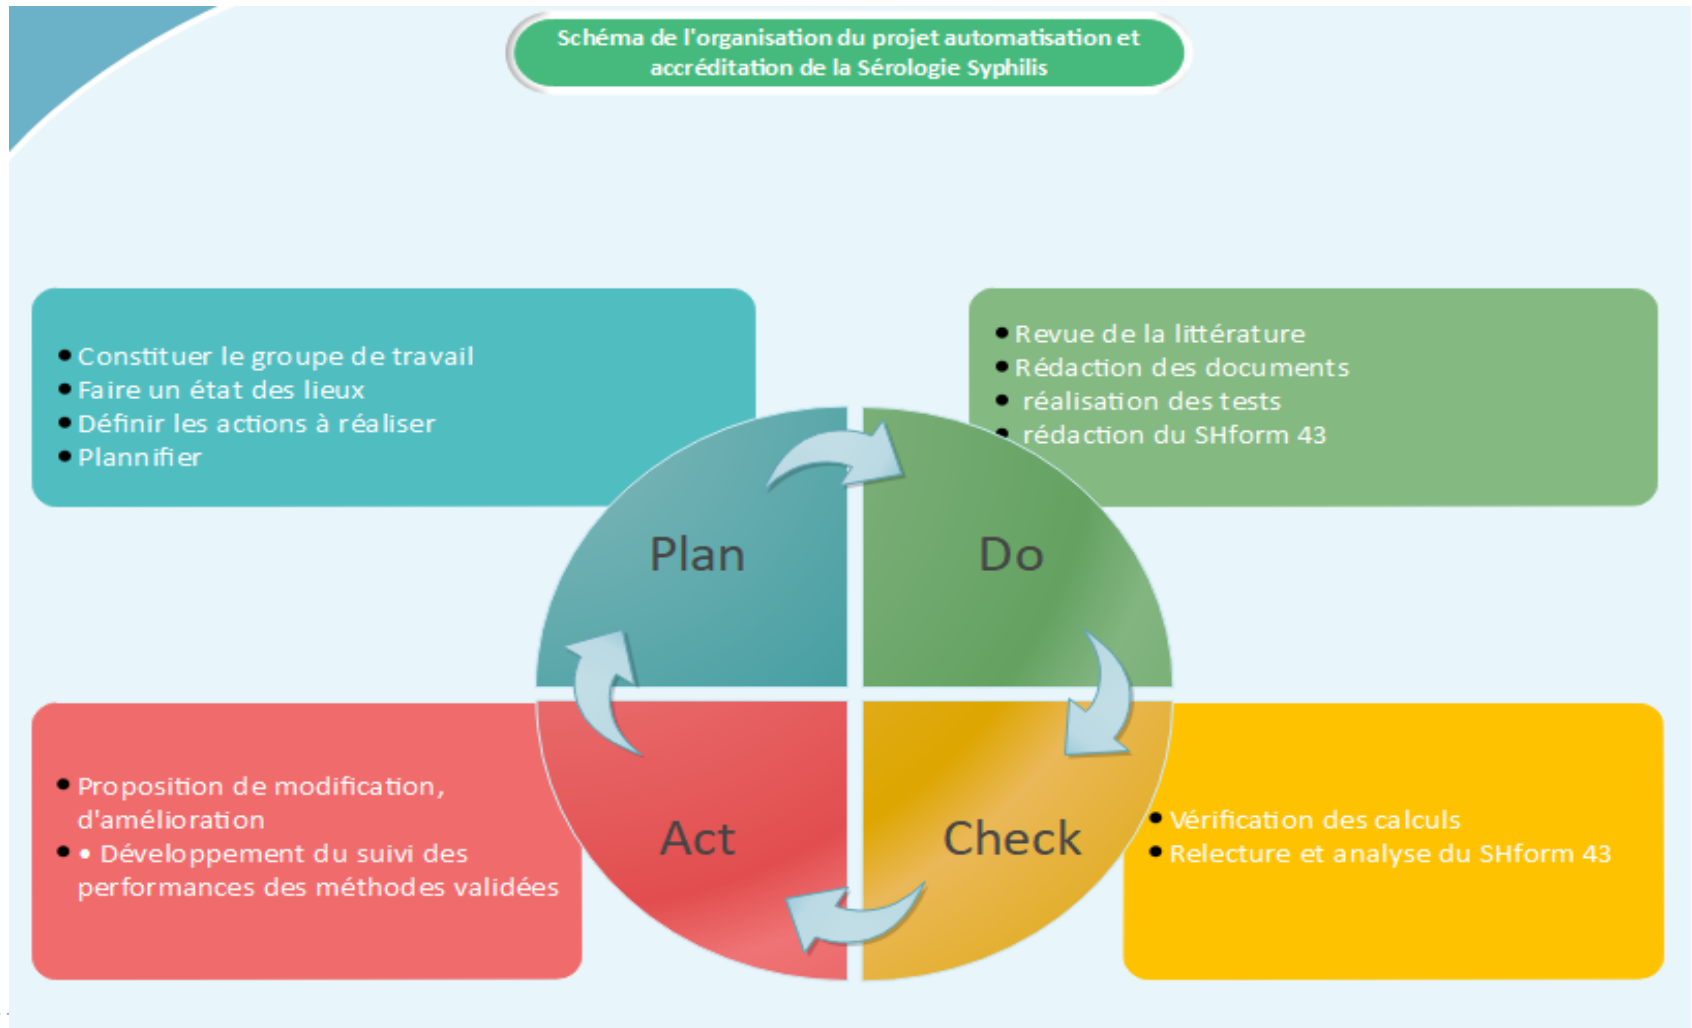 Schéma de l'organisation du projet automatisation et
accréditation de la Sérologie Syphilis
• Constituer le groupe de travail
• Faire un état des lieux
• Définir les actions à réaliser
• Plannifier
• Revue de la littérature
• Rédaction des documents
• réalisation des tests
• rédaction du SHform 43
Plan
Do
• Proposition de modification,
d'amélioration
• • Développement du suivi des
performances des méthodes validées
Act
Check
• Vérification des calculs
• Relecture et analyse du SHform 43